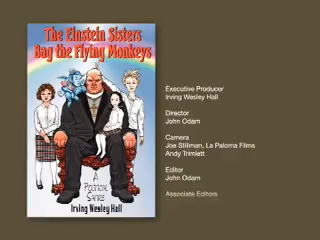 The Einstein Sisters
Bag the Flying Monkeys
A
Political
Satire
Irving Wesley Hall
Executive Producer
Irving Wesley Hall
Director
John Odam
Camera
Joe Stillman, La Paloma Films
Andy Trimlett
Editor
John Odam
Associate Editors